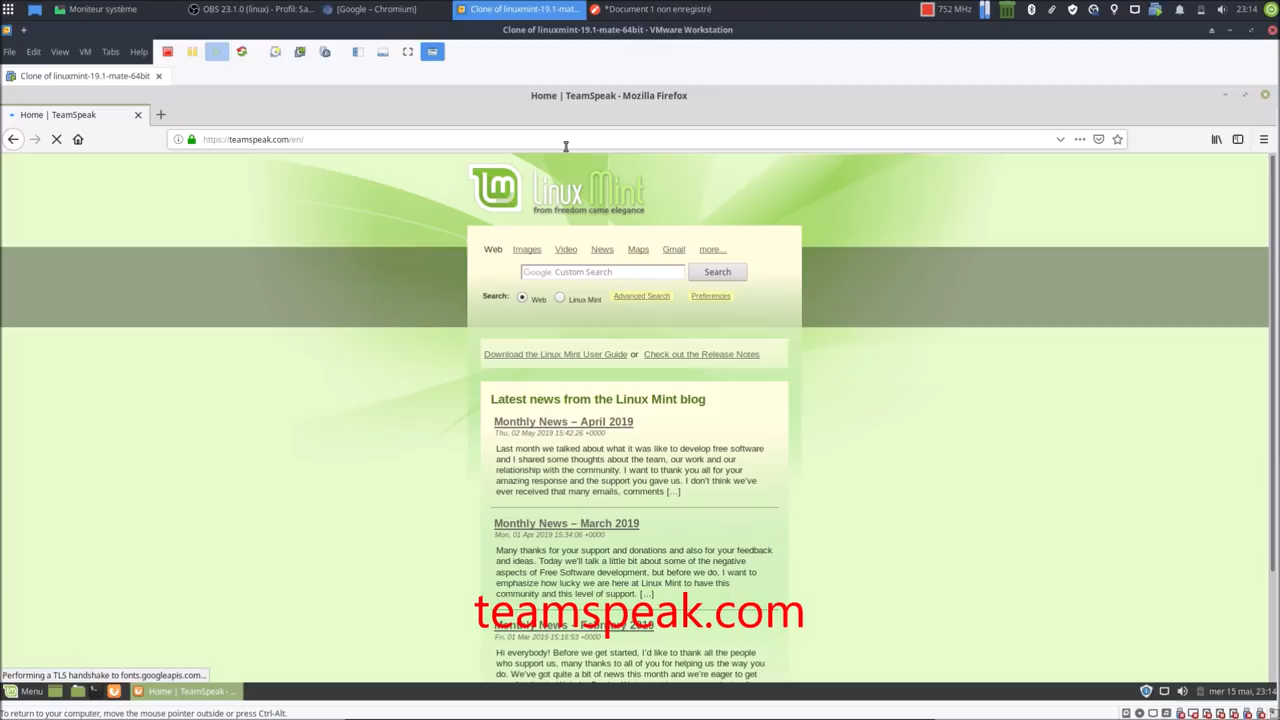 Moniteur système
OBS 23.1.0 (linux) - Profil: Sa...
[Google – Chromium]
Clone of linuxmint-19.1-mat...
*Document 1 non enregistré
752 MHz
23:14
Clone of linuxmint-19.1-mate-64bit - VMware Workstation
File Edit View VM Tabs Help
Clone of linuxmint-19.1-mate-64bit
Home | TeamSpeak - Mozilla Firefox
Home | TeamSpeak
https://teamspeak.com/en/
Linux Mint
from freedom came elegance
Web Images Video News Maps Gmail more...
Google Custom Search Search
Search: Web Linux Mint Advanced Search Preferences
Download the Linux Mint User Guide or Check out the Release Notes
Latest news from the Linux Mint blog
Monthly News – April 2019
Thu, 02 May 2019 15:42:26 +0000
Last month we talked about what it was like to develop free software
and I shared some thoughts about the team, our work and our
relationship with the community. I want to thank you all for your
amazing response and the support you gave us. I don't think we've
ever received that many emails, comments […]
Monthly News – March 2019
Mon, 01 Apr 2019 15:34:06 +0000
Many thanks for your support and donations and also for your feedback
and ideas. Today we'll talk a little bit about some of the negative
aspects of Free Software development, but before we do. I want to
emphasize how lucky we are here at Linux Mint to have this
community and this level of support. […]
teamspeak.com
Monthly News – February 2019
Fri, 01 Mar 2019 15:16:53 +0000
Hi everybody! Before we get started, I'd like to thank all the people
who support us, many thanks to all of you for helping us the way you
do. We've got quite a bit of news this month and we're eager to get
Performing a TLS handshake to fonts.googleapis.com...
Menu
Home | TeamSpeak - ...
mer 15 mai, 23:14
To return to your computer, move the mouse pointer outside or press Ctrl-Alt.